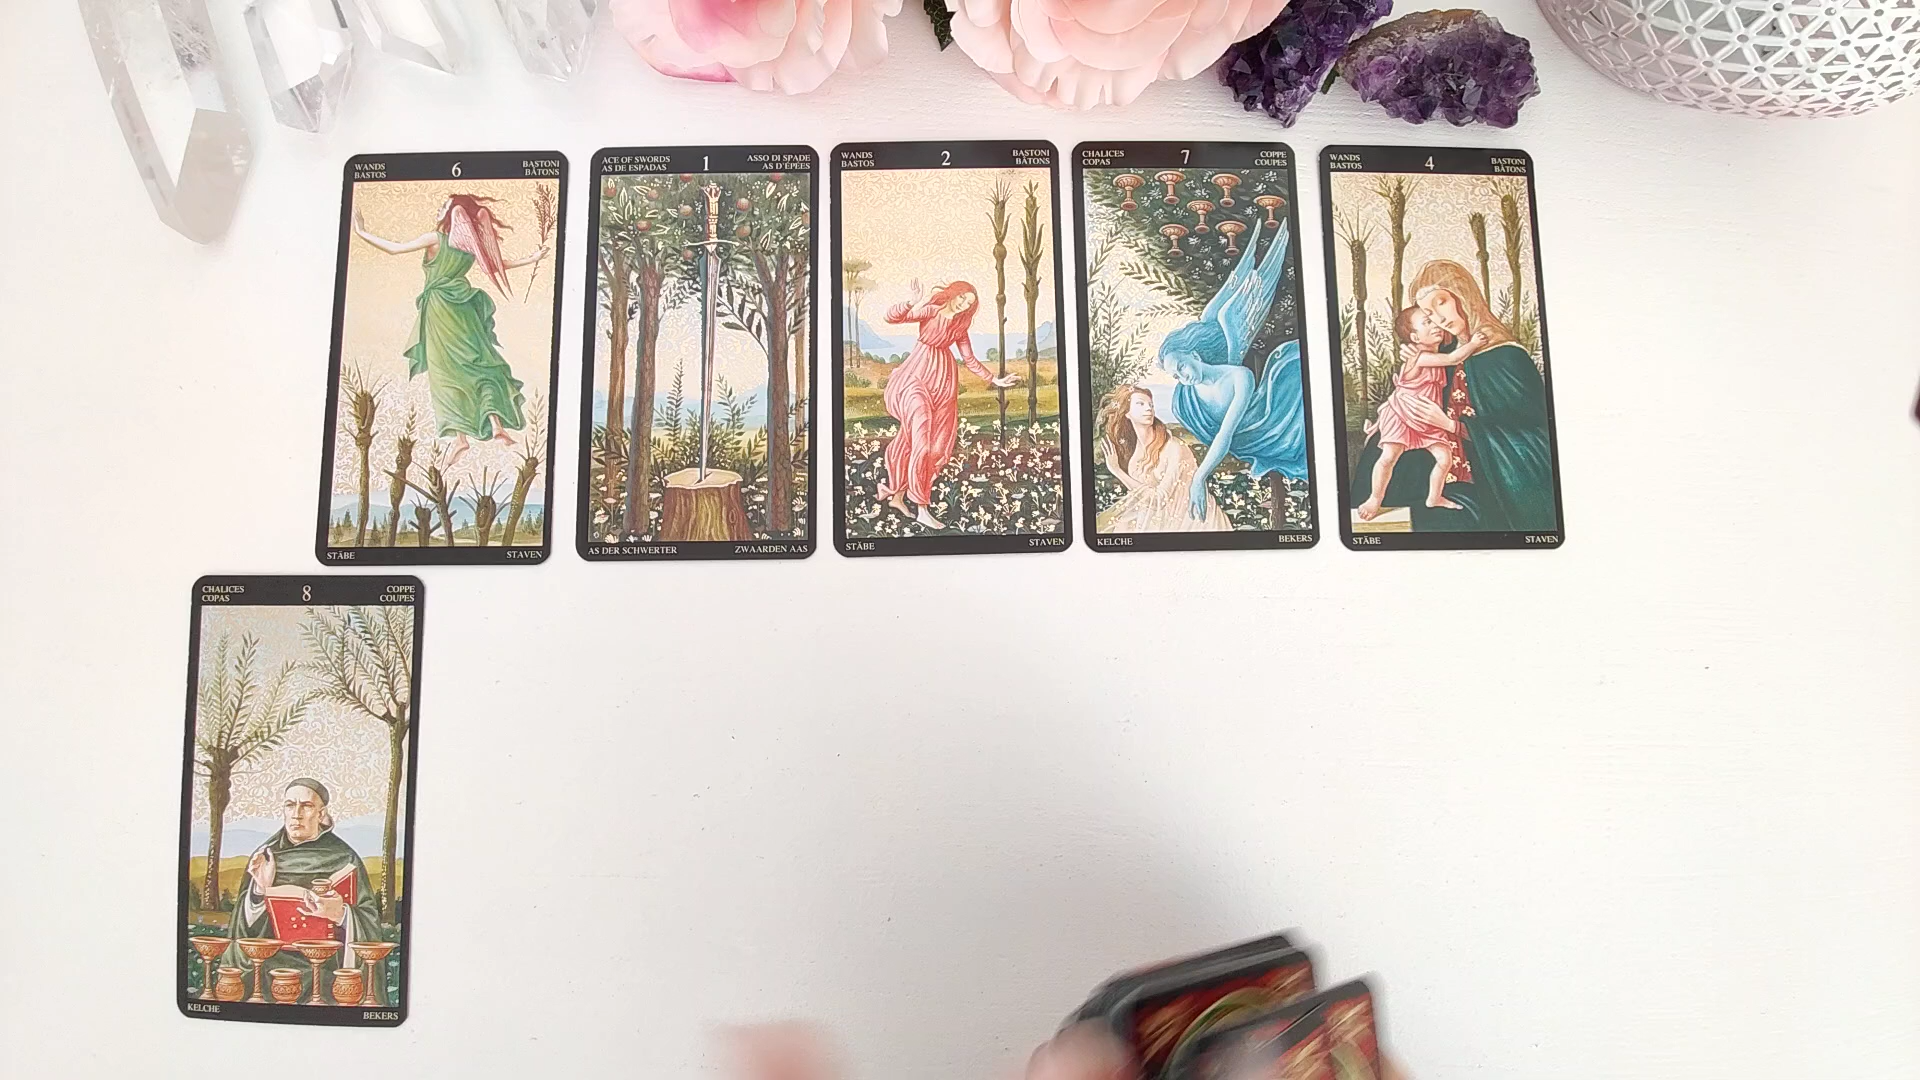 WANDS 6 BASTONI
BASTOS BÂTONS
STÄBE STAVEN
ACE OF SWORDS 1 ASSO DI SPADE
AS DE ESPADAS AS D'ÉPÉES
AS DER SCHWERTER ZWAARDEN AAS
WANDS 2 BASTONI
BASTOS BÂTONS
STÄBE STAVEN
CHALICES 7 COPPE
COPAS COUPES
KELCHE BEKERS
WANDS 4 BASTONI
BASTOS BÂTONS
STÄBE STAVEN
CHALICES 8 COPPE
COPAS COUPES
KELCHE BEKERS